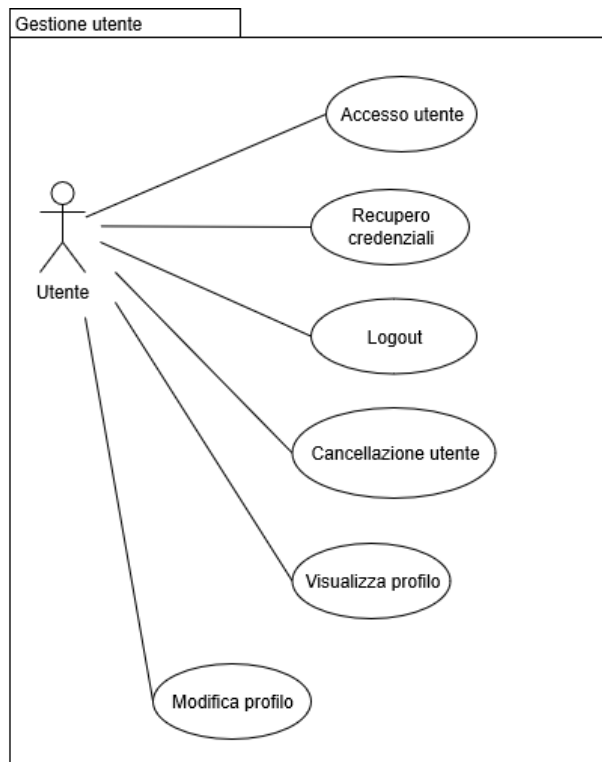 Gestione utente
Accesso utente
Recupero
credenziali
Utente
Logout
Cancellazione utente
Visualizza profilo
Modifica profilo